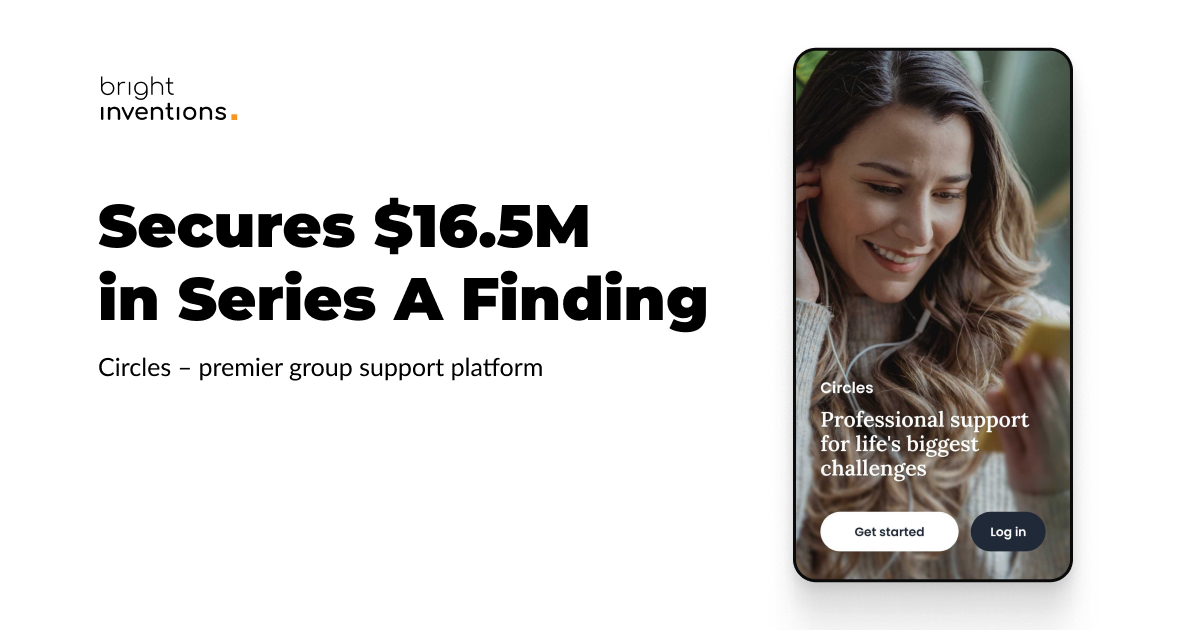 bright
inventions.
Secures $16.5M
in Series A Finding
Circles – premier group support platform
Circles
Professional support
for life's biggest
challenges
Get started
Log in